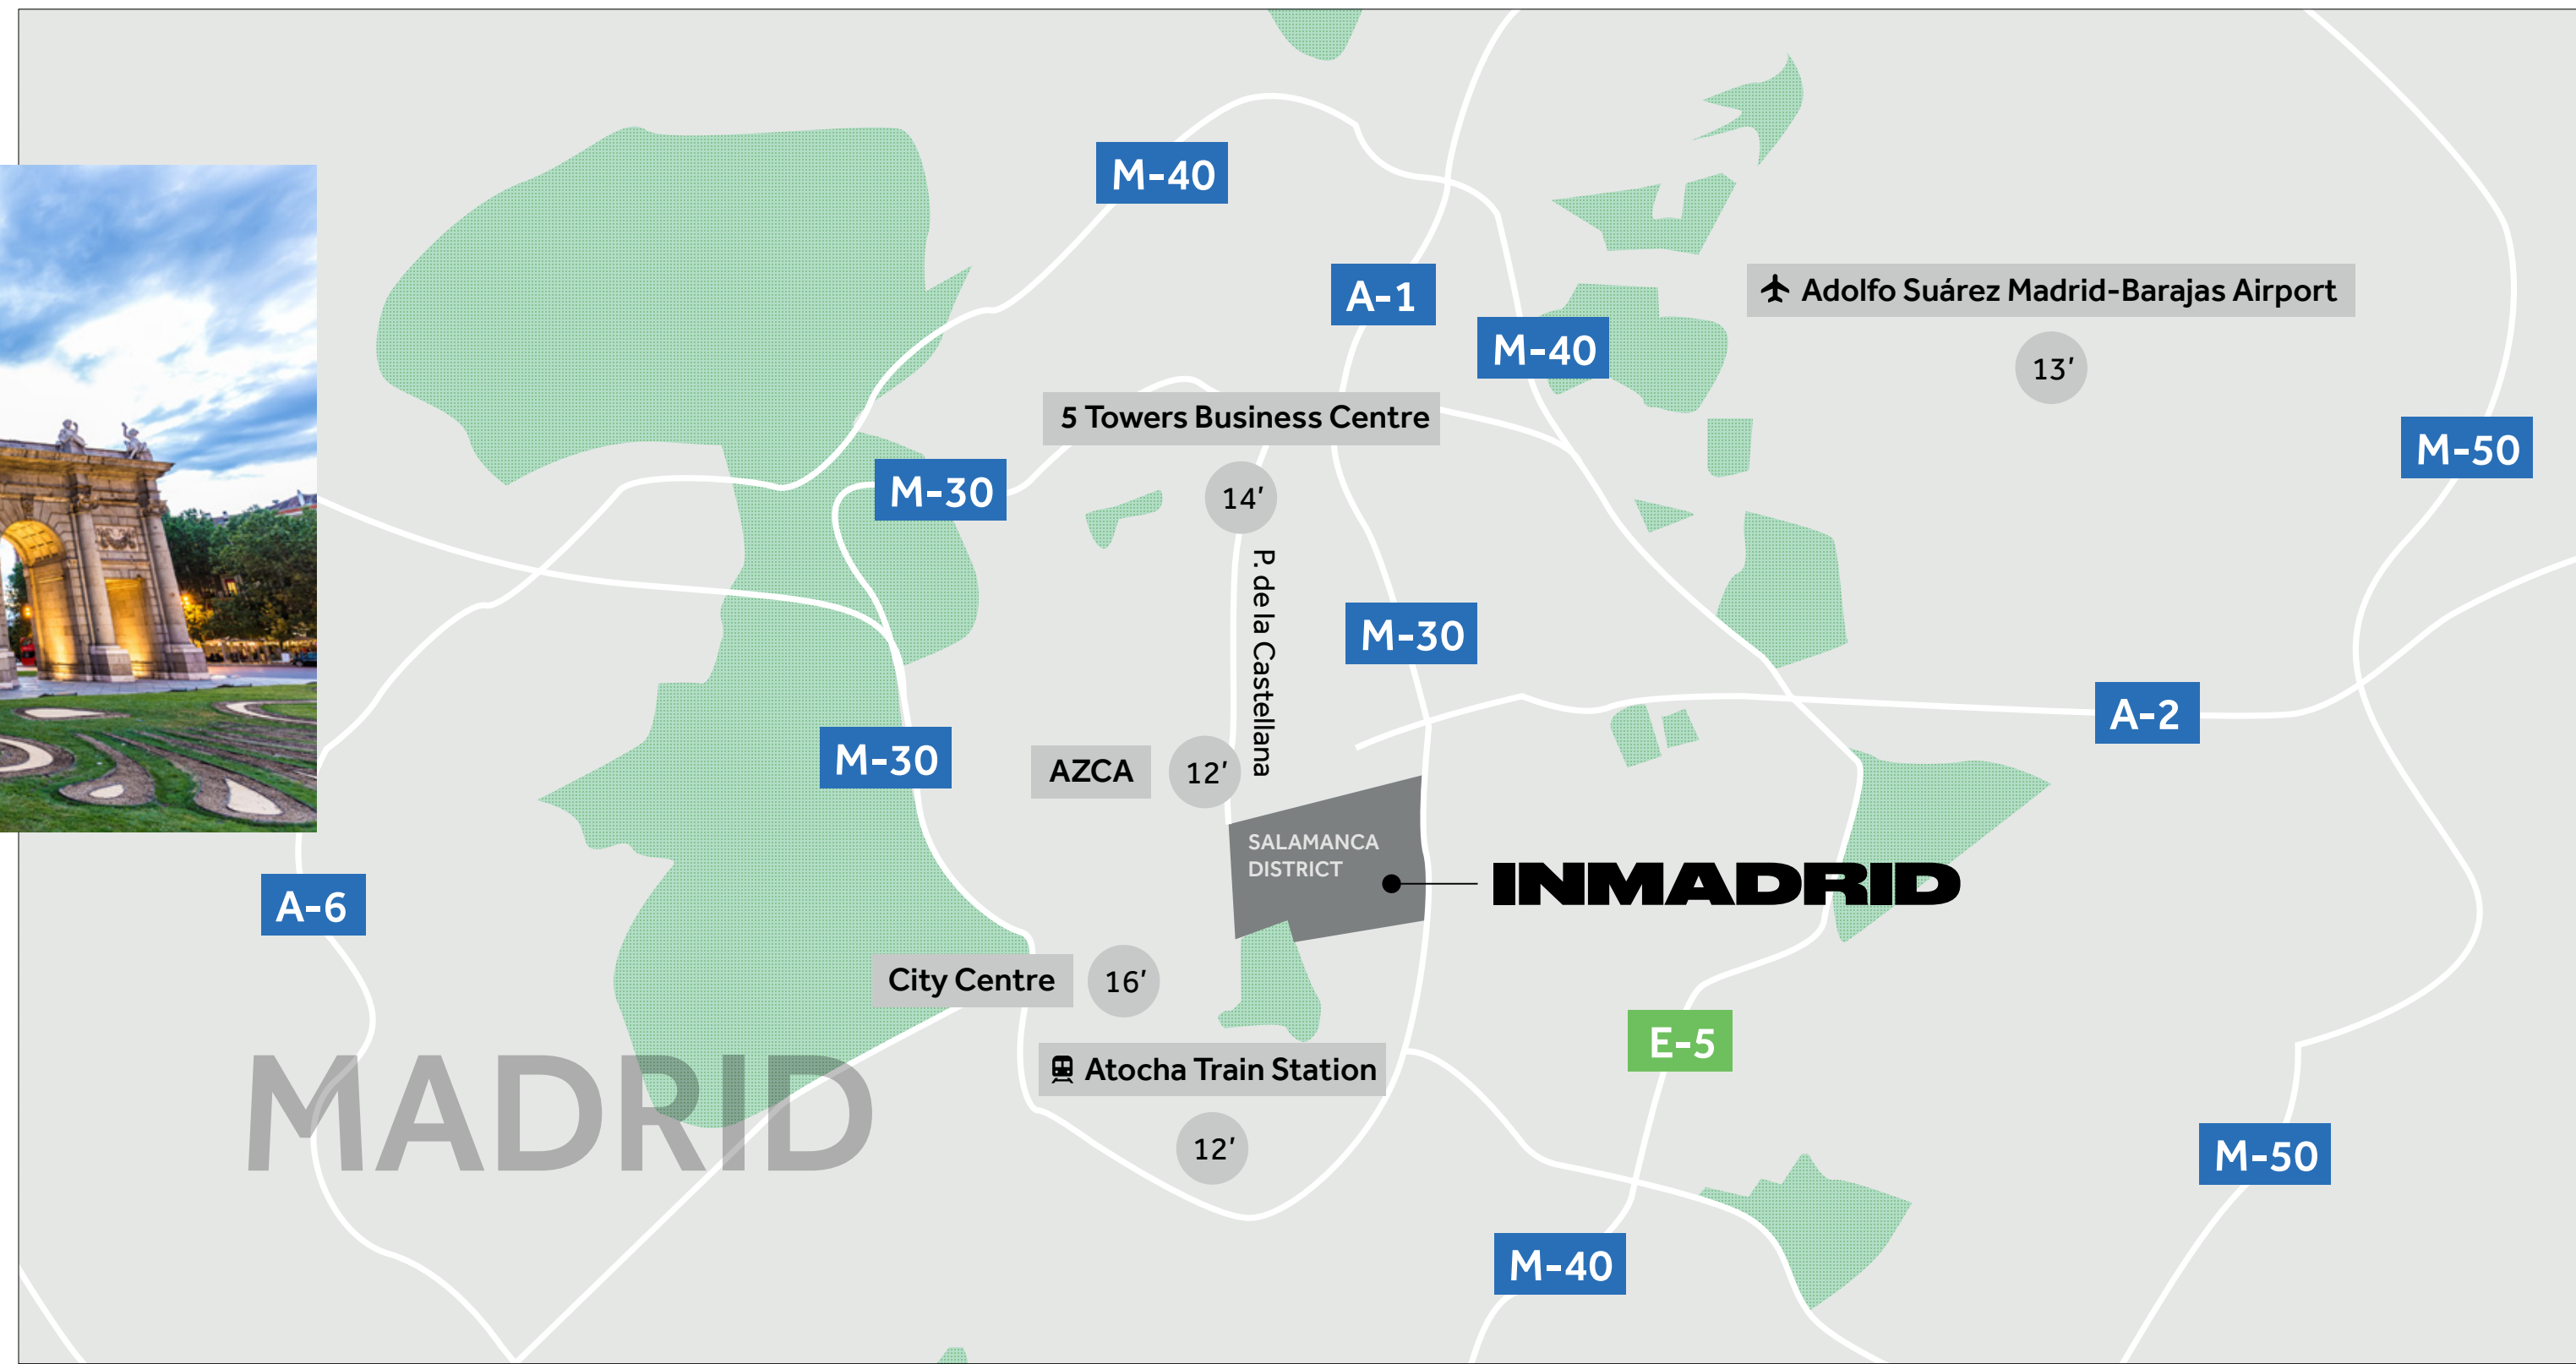 M-40
A-1
Adolfo Suárez Madrid-Barajas Airport
M-40
13’
5 Towers Business Centre
M-50
M-30
14’
P. de la Castellana
M-30
A-2
M-30
AZCA
12’
SALAMANCA
DISTRICT
INMADRID
A-6
City Centre
16’
E-5
Atocha Train Station
MADRID
12’
M-50
M-40